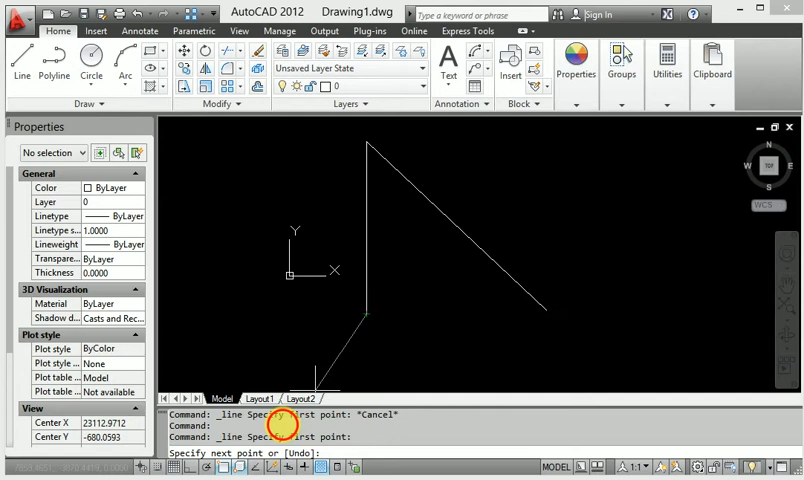 AutoCAD 2012 Drawing1.dwg
Type a keyword or phrase
Sign In
Home Insert Annotate Parametric View Manage Output Plug-ins Online Express Tools
Line Polyline Circle Arc
Unsaved Layer State
0
Text Insert Properties Groups Utilities Clipboard
Draw Modify Layers Annotation Block
Properties
No selection
General
Color ByLayer
Layer 0
Linetype ByLayer
Linetype s... 1.0000
Lineweight ByLayer
Transpare... ByLayer
Thickness 0.0000
3D Visualization
Material ByLayer
Shadow d... Casts and Rec...
Plot style
Plot style ByColor
Plot style ... None
Plot table ... Model
Plot table ... Not available
View
Center X 23112.9712
Center Y -680.0593
Y
X
N
W TOP E
S
WCS
Model Layout1 Layout2
Command: _line Specify first point: *Cancel*
Command:
Command: _line Specify first point:
Specify next point or [Undo]:
MODEL
1:1